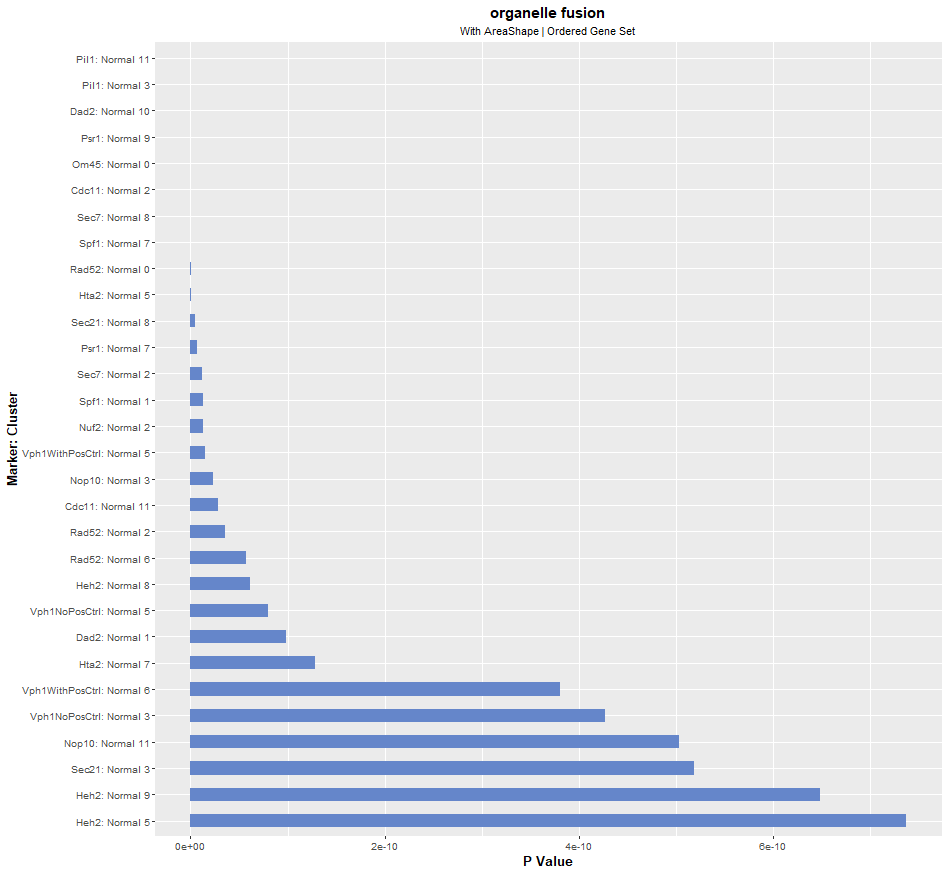 organelle fusion
With AreaShape | Ordered Gene Set
Marker: Cluster
Pil1: Normal 11
Pil1: Normal 3
Dad2: Normal 10
Psr1: Normal 9
Om45: Normal 0
Cdc11: Normal 2
Sec7: Normal 8
Spf1: Normal 7
Rad52: Normal 0
Hta2: Normal 5
Sec21: Normal 8
Psr1: Normal 7
Sec7: Normal 2
Spf1: Normal 1
Nuf2: Normal 2
Vph1WithPosCtrl: Normal 5
Nop10: Normal 3
Cdc11: Normal 11
Rad52: Normal 2
Rad52: Normal 6
Heh2: Normal 8
Vph1NoPosCtrl: Normal 5
Dad2: Normal 1
Hta2: Normal 7
Vph1WithPosCtrl: Normal 6
Vph1NoPosCtrl: Normal 3
Nop10: Normal 11
Sec21: Normal 3
Heh2: Normal 9
Heh2: Normal 5
0e+00 2e-10 4e-10 6e-10
P Value